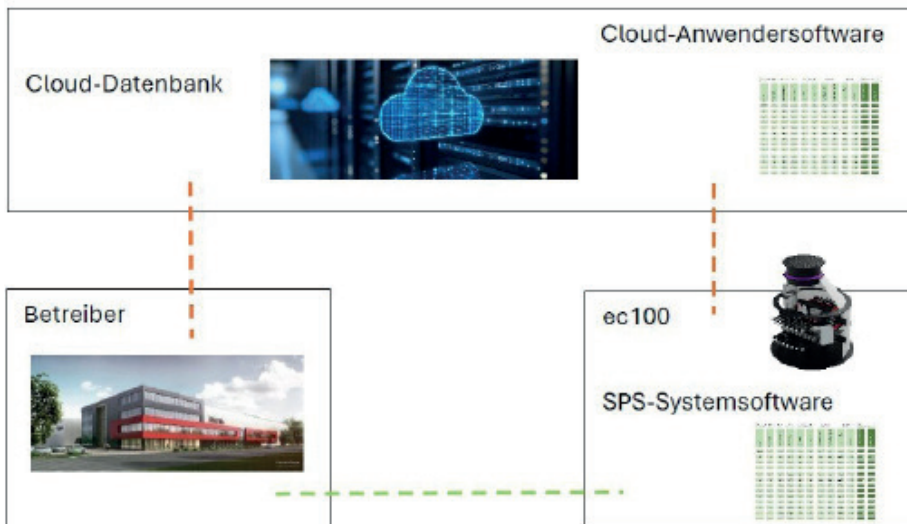 Cloud-Anwendersoftware
Cloud-Datenbank
Betreiber
ec100
SPS-Systemsoftware